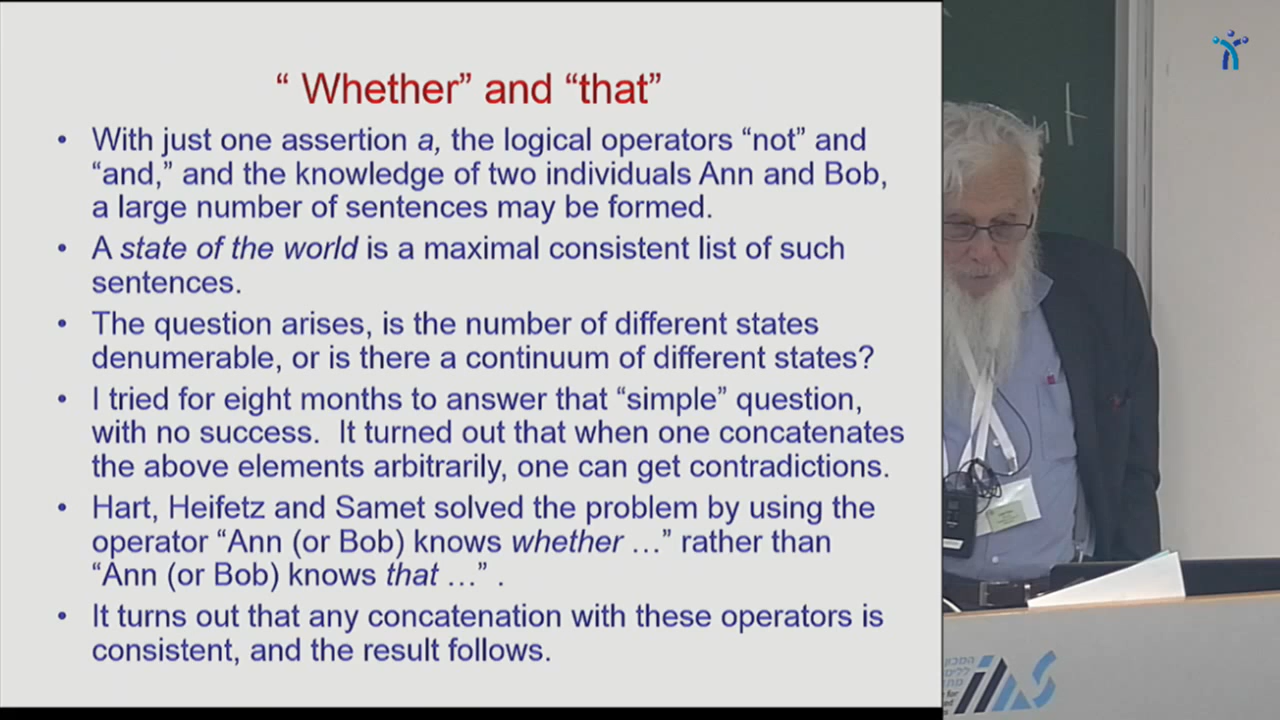 “ Whether” and “that”
• With just one assertion a, the logical operators “not” and
“and,” and the knowledge of two individuals Ann and Bob,
a large number of sentences may be formed.
• A state of the world is a maximal consistent list of such
sentences.
• The question arises, is the number of different states
denumerable, or is there a continuum of different states?
• I tried for eight months to answer that “simple” question,
with no success.  It turned out that when one concatenates
the above elements arbitrarily, one can get contradictions.
• Hart, Heifetz and Samet solved the problem by using the
operator “Ann (or Bob) knows whether …” rather than
“Ann (or Bob) knows that …” .
• It turns out that any concatenation with these operators is
consistent, and the result follows.
המכון
IIAS